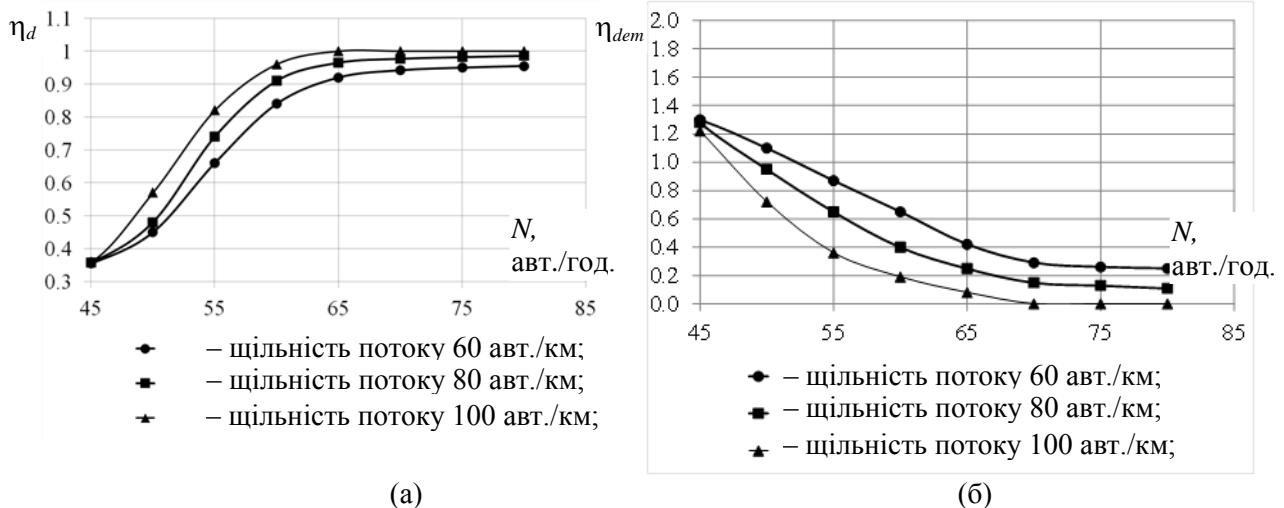 η_d
1.1
1
0.9
0.8
0.7
0.6
0.5
0.4
0.3
45 55 65 75
N,
авт./год.
– щільність потоку 60 авт./км;
– щільність потоку 80 авт./км;
– щільність потоку 100 авт./км;
(а)
η_dem
2.0
1.8
1.6
1.4
1.2
1.0
0.8
0.6
0.4
0.2
0.0
45 55 65 75 85
N,
авт./год.
– щільність потоку 60 авт./км;
– щільність потоку 80 авт./км;
– щільність потоку 100 авт./км;
(б)